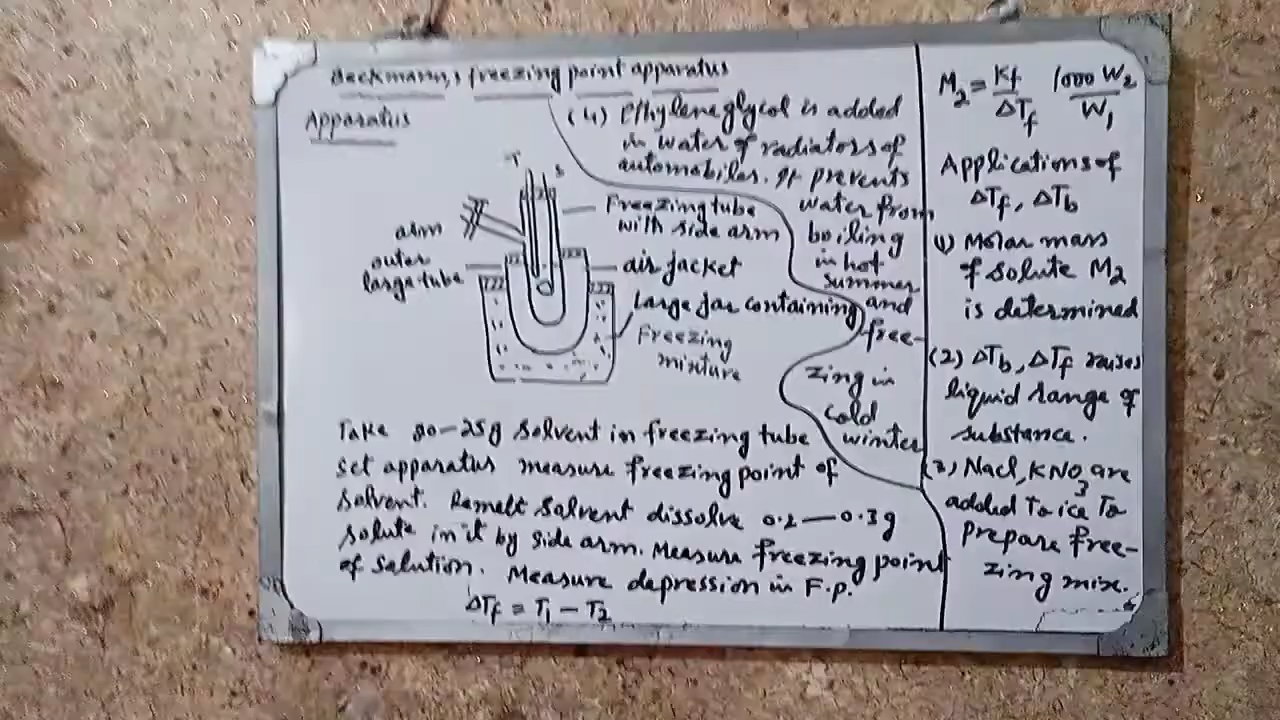 Beckmann,s freezing point apparatus
Apparatus
T
S
arm
outer
large tube
Freezing tube
with side arm
air jacket
Large jar containing
Freezing
mixture
Take 20-25g solvent in freezing tube
set apparatus measure freezing point of
solvent. Remelt solvent dissolve 0.2-0.3g
solute in it by side arm. Measure freezing point
of solution. Measure depression in F.p.
ΔTf = T1 - T2
(4) Ethylene glycol is added
in water of radiators of
automobiles. It prevents
water from
boiling
in hot
summer
and
free-
zing in
cold
winter
M2 = Kf/ΔTf 1000 W2/W1
Applications of
ΔTf, ΔTb
(1) Molar mass
of solute M2
is determined
(2) ΔTb, ΔTf raises
liquid range of
substance.
(3) NaCl, KNO3 are
added to ice to
prepare free-
zing mix.